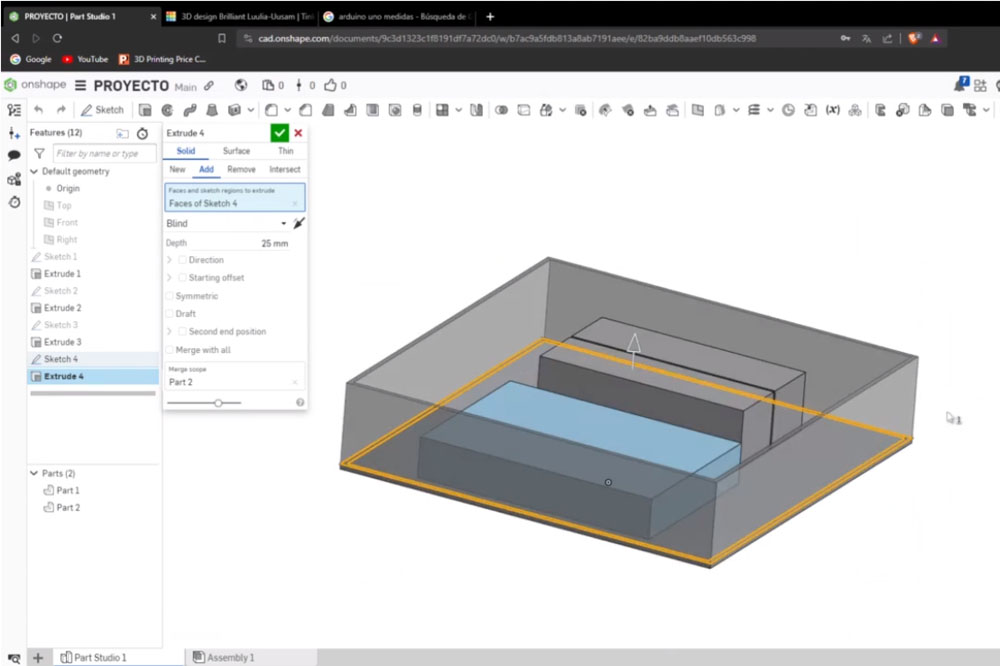 PROYECTO | Part Studio 1
3D design Brilliant Luulia-Uusam | Tin
arduino uno medidas - Búsqueda de
cad.onshape.com/documents/9c3d1323c1f8191df7a72dc0/w/b7ac9a5fdb813a8ab7191aee/e/82ba9ddb8aaef10db563c998
Google
YouTube
3D Printing Price C...
onshape
PROYECTO
Main
0
0
0
7
Sketch
(x)
Features (12)
Filter by name or type
Default geometry
Origin
Top
Front
Right
Sketch 1
Extrude 1
Sketch 2
Extrude 2
Sketch 3
Extrude 3
Sketch 4
Extrude 4
Parts (2)
Part 1
Part 2
Extrude 4
Solid Surface Thin
New Add Remove Intersect
Faces and sketch regions to extrude
Faces of Sketch 4
Blind
Depth 25 mm
Direction
Starting offset
Symmetric
Draft
Second end position
Merge with all
Merge scope
Part 2
Part Studio 1
Assembly 1